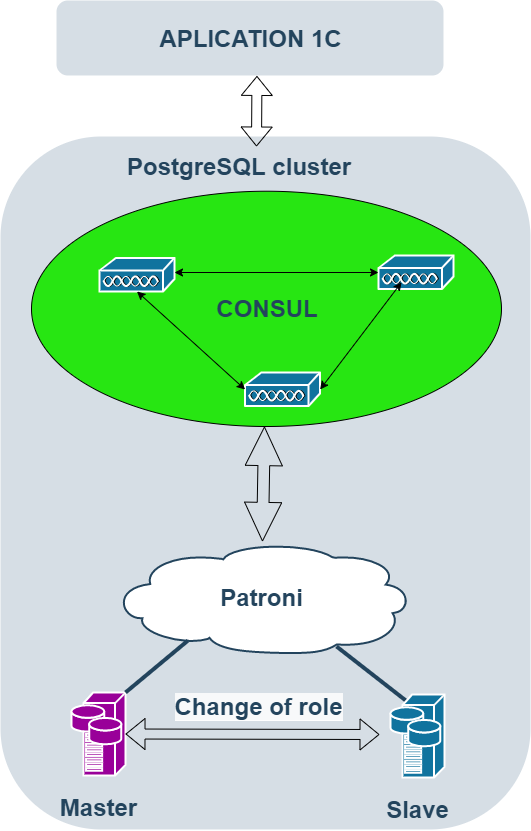 APLICATION 1C
PostgreSQL cluster
CONSUL
Patroni
Change of role
Master
Slave